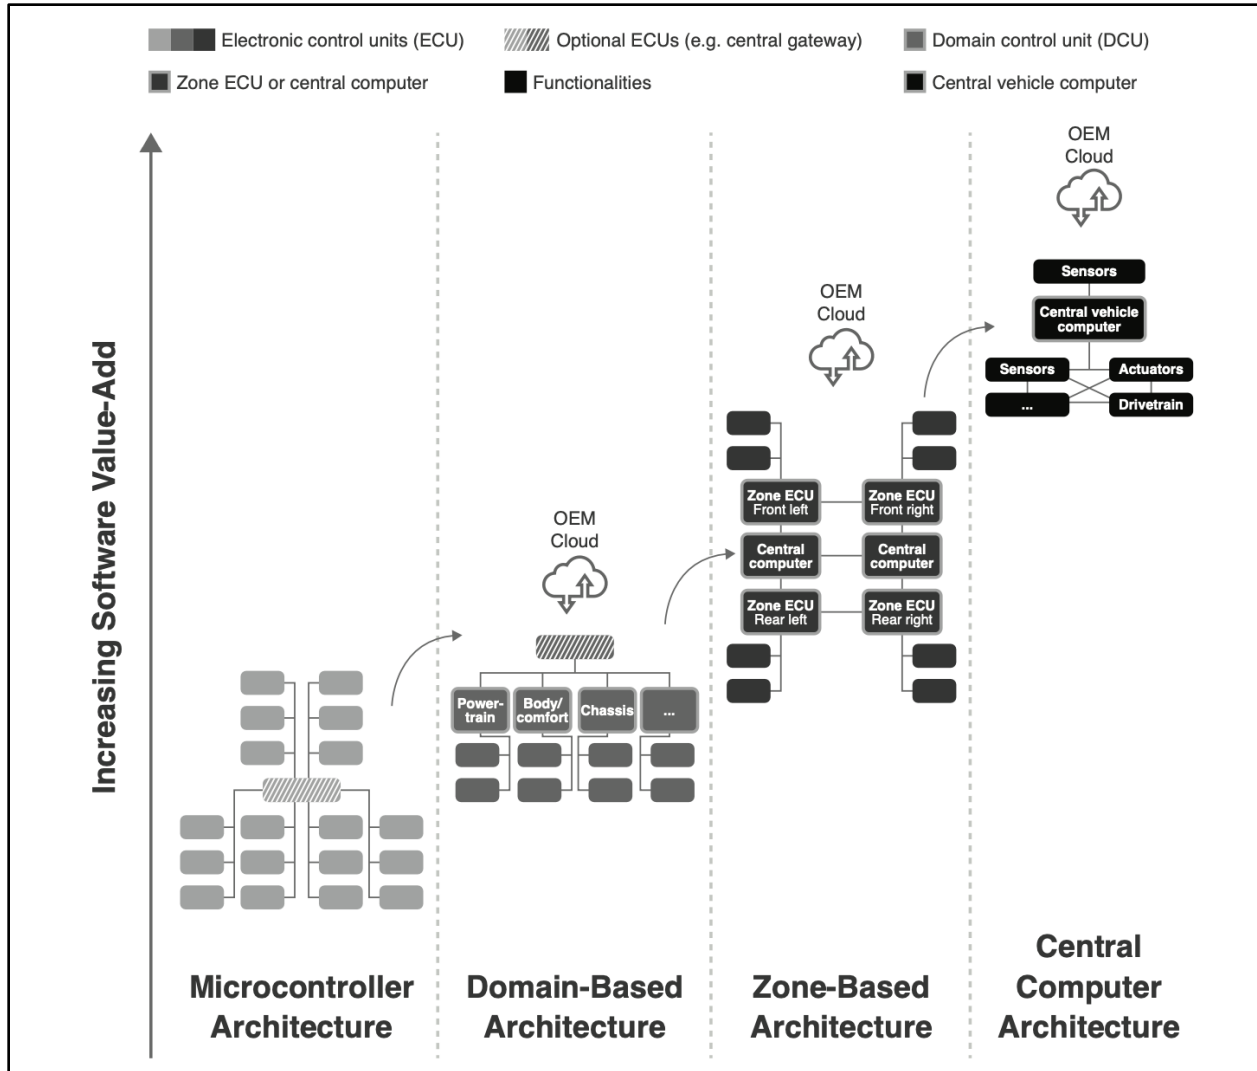 Electronic control units (ECU)
Optional ECUs (e.g. central gateway)
Domain control unit (DCU)
Zone ECU or central computer
Functionalities
Central vehicle computer
Increasing Software Value-Add
OEM
Cloud
Sensors
Central vehicle
computer
Sensors
Actuators
...
Drivetrain
OEM
Cloud
Zone ECU
Front left
Zone ECU
Front right
Central
computer
Central
computer
Zone ECU
Rear left
Zone ECU
Rear right
OEM
Cloud
Power-
train
Body/
comfort
Chassis
...
Microcontroller
Architecture
Domain-Based
Architecture
Zone-Based
Architecture
Central
Computer
Architecture